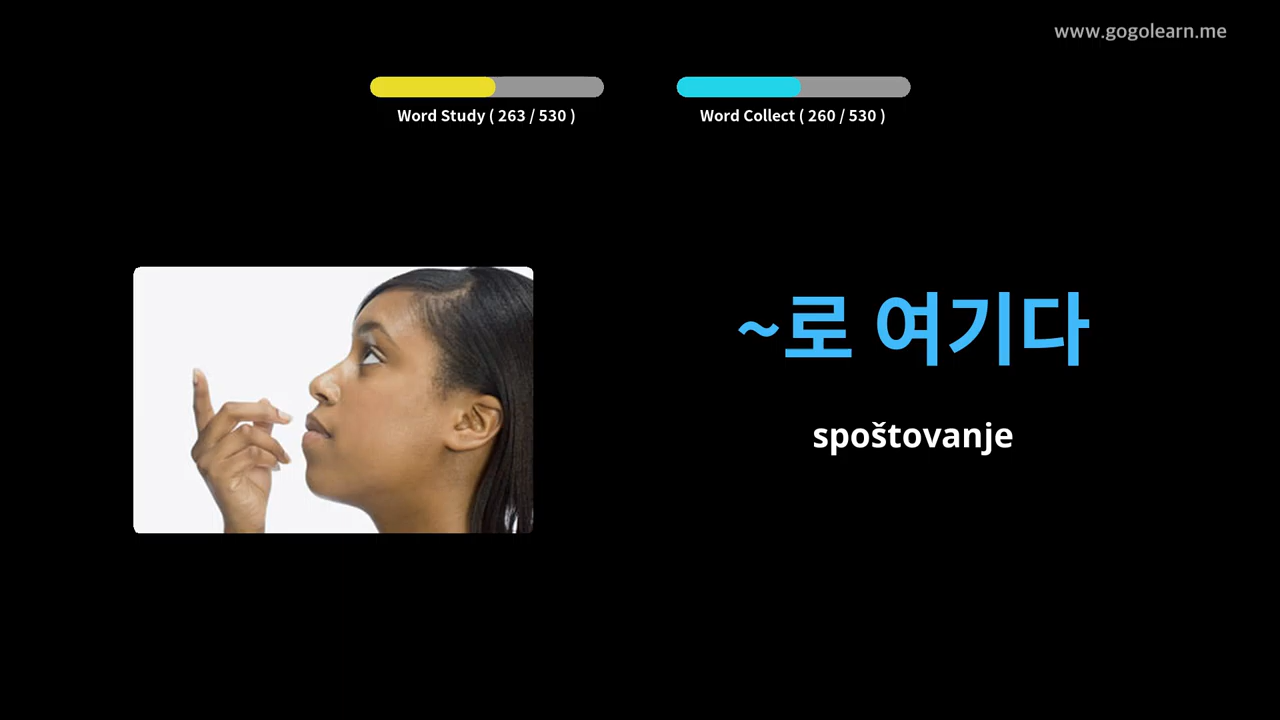 www.gogolearn.me
Word Study ( 263 / 530 )
Word Collect ( 260 / 530 )
~로 여기다
spoštovanje